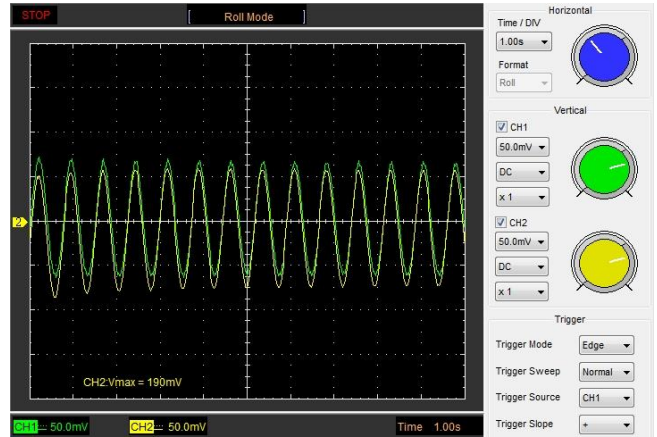 STOP
[ Roll Mode ]
2
CH2:Vmax = 190mV
CH1 50.0mV
CH2 50.0mV
Time 1.00s
Horizontal
Time / DIV
1.00s
Format
Roll
Vertical
CH1
50.0mV
DC
x 1
CH2
50.0mV
DC
x 1
Trigger
Trigger Mode Edge
Trigger Sweep Normal
Trigger Source CH1
Trigger Slope +